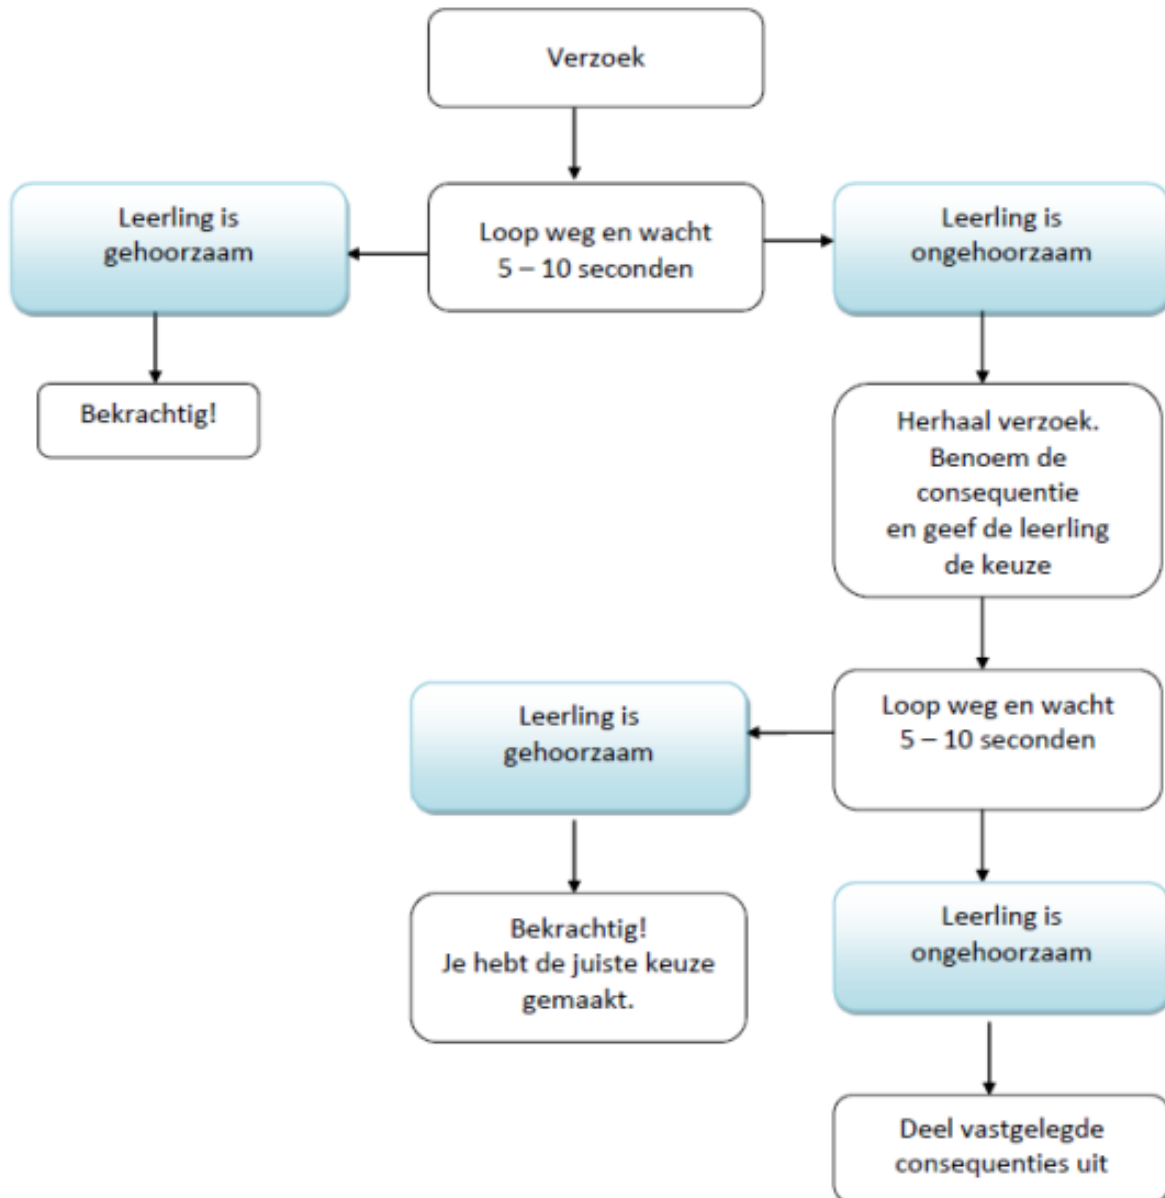 Verzoek
Leerling is
gehoorzaam
Loop weg en wacht
5 – 10 seconden
Leerling is
ongehoorzaam
Bekrachtig!
Herhaal verzoek.
Benoem de
consequentie
en geef de leerling
de keuze
Leerling is
gehoorzaam
Loop weg en wacht
5 – 10 seconden
Bekrachtig!
Je hebt de juiste keuze
gemaakt.
Leerling is
ongehoorzaam
Deel vastgelegde
consequenties uit